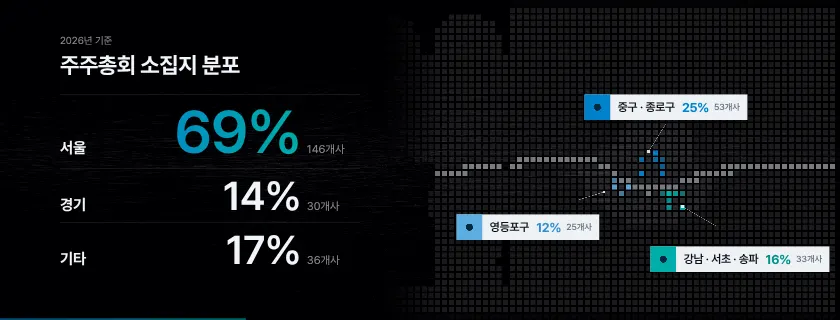 2026년 기준
주주총회 소집지 분포
서울 69% 146개사
경기 14% 30개사
기타 17% 36개사
중구 · 종로구 25% 53개사
영등포구 12% 25개사
강남 · 서초 · 송파 16% 33개사